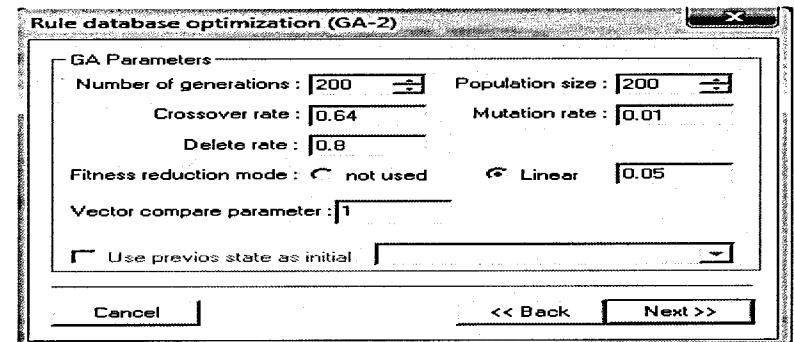 Rule database optimization (GA-2)
GA Parameters
Number of generations : 200 Population size : 200
Crossover rate : 0.64 Mutation rate : 0.01
Delete rate : 0.8
Fitness reduction mode : not used Linear 0.05
Vector compare parameter : 1
Use previos state as initial
Cancel << Back Next >>